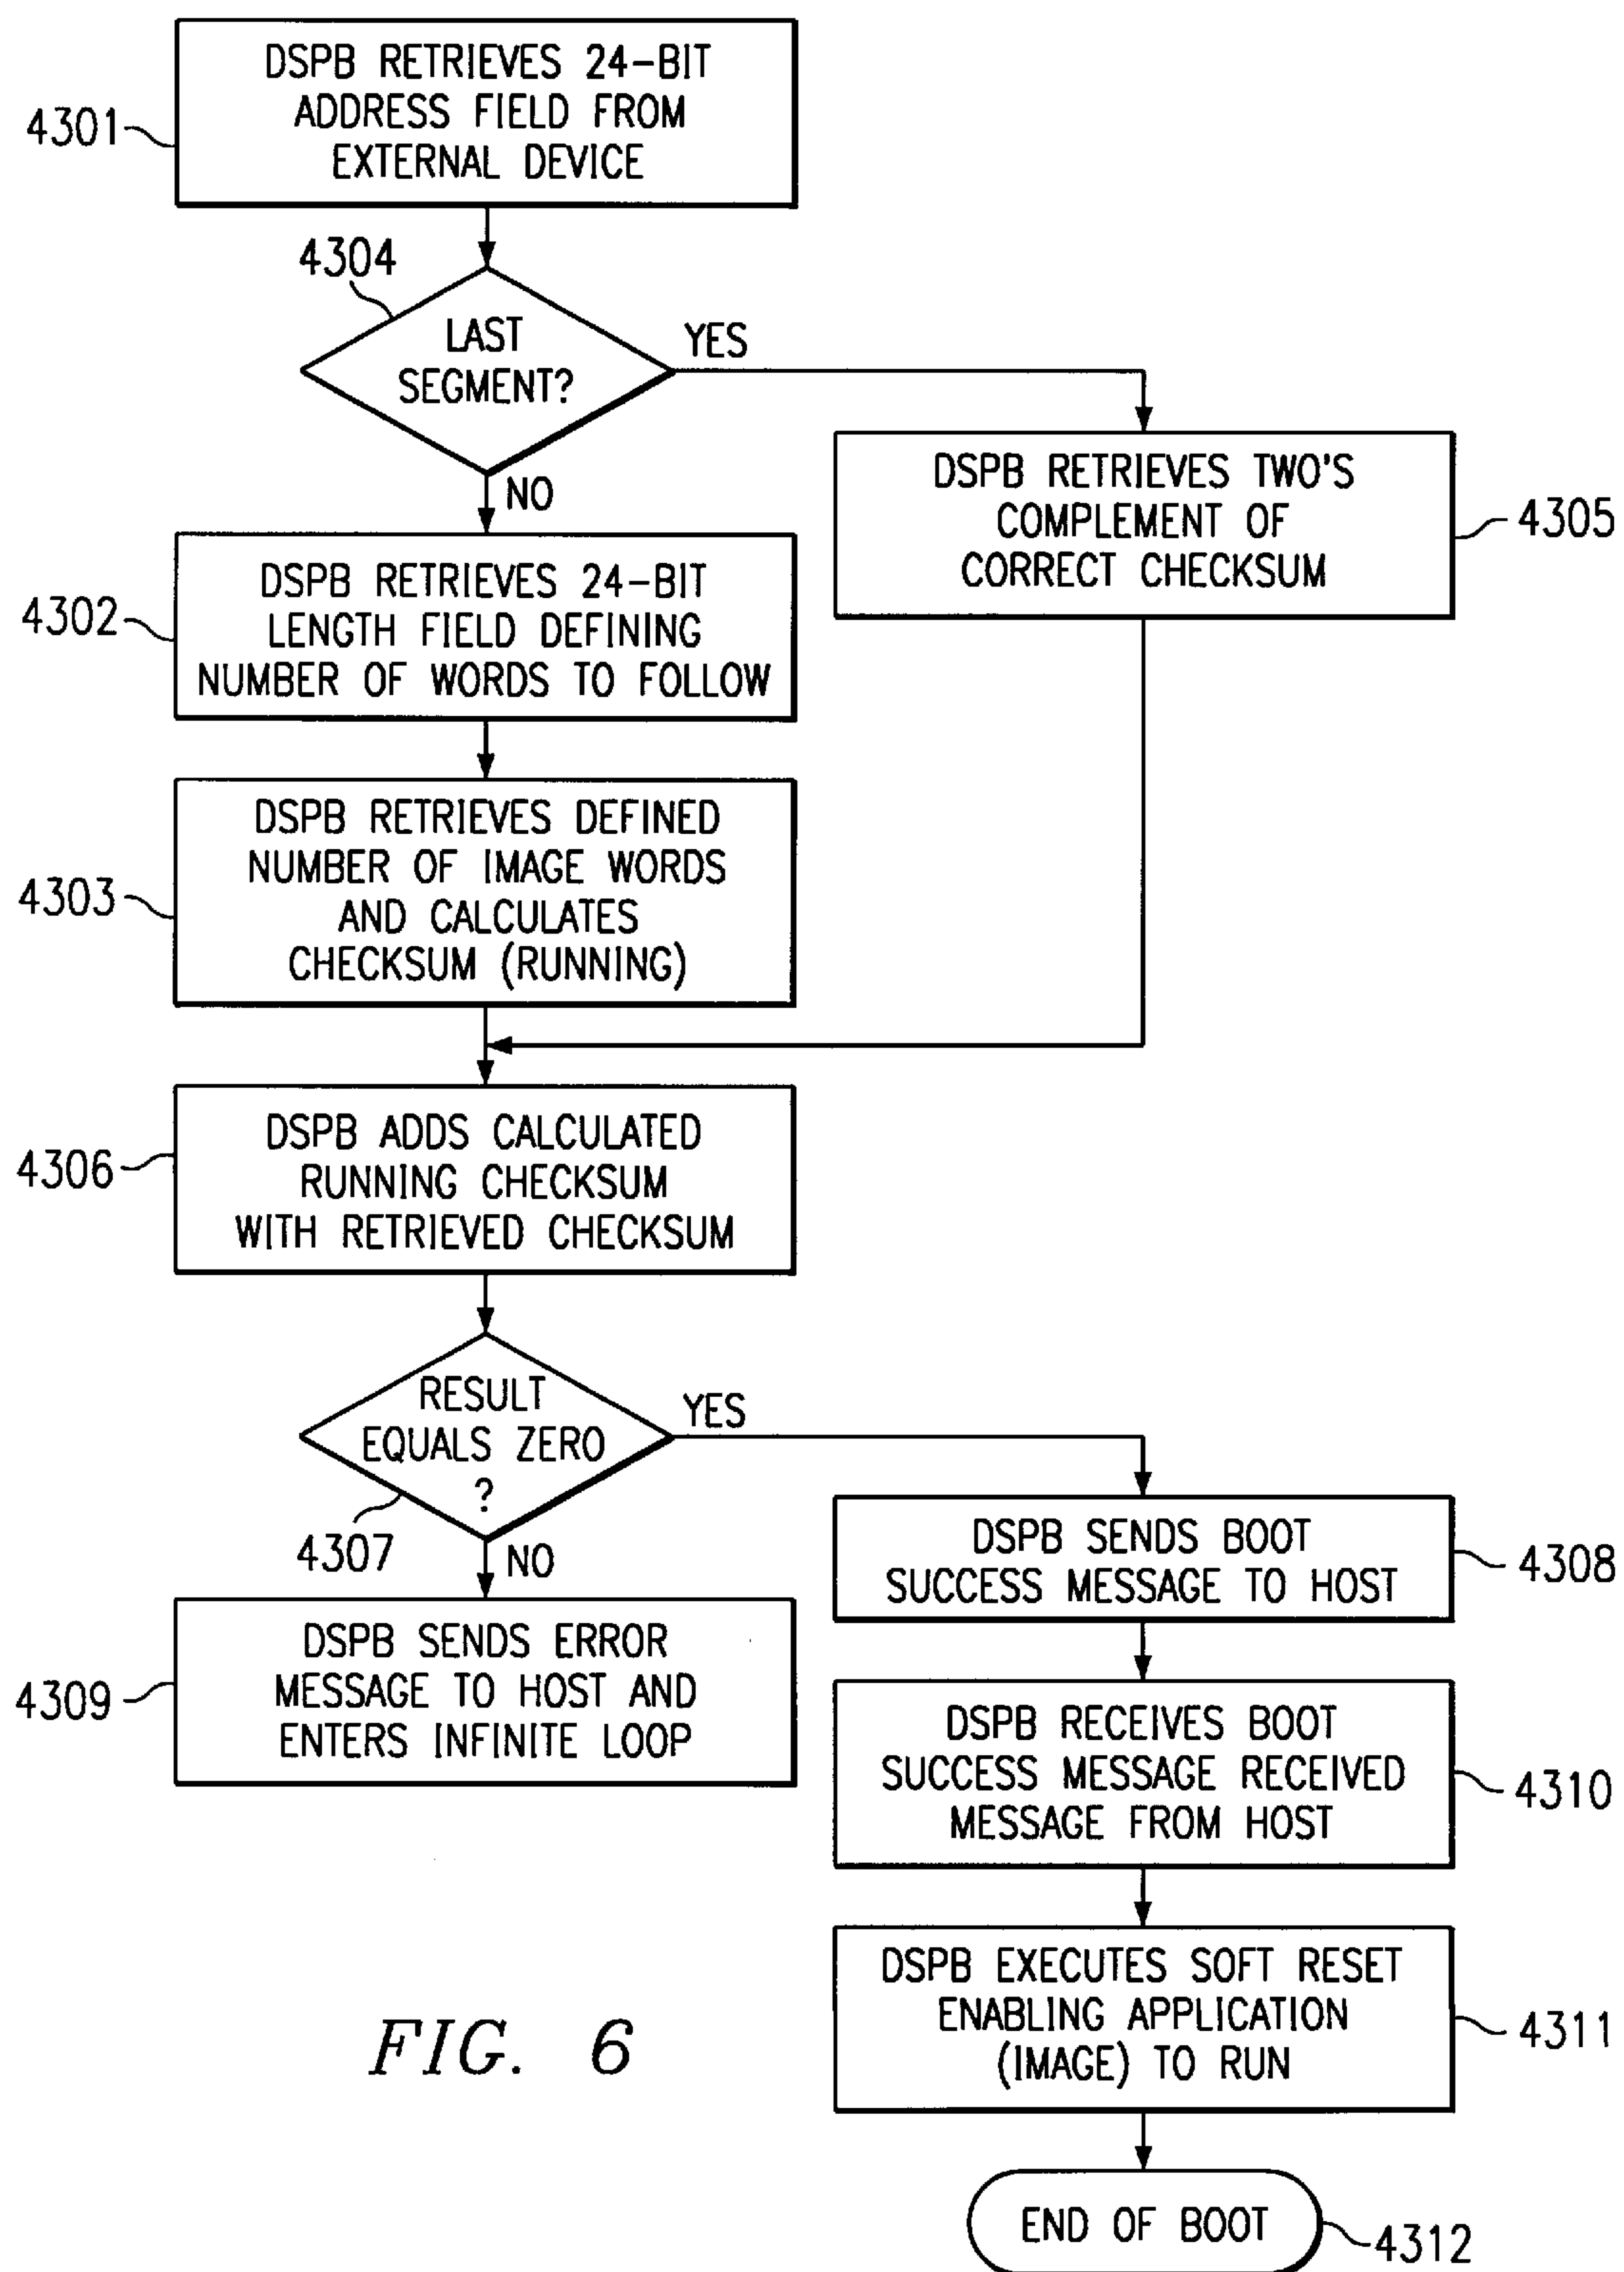 DSPB RETRIEVES 24-BIT
ADDRESS FIELD FROM
EXTERNAL DEVICE
4301
4304
LAST
SEGMENT?
YES
NO
DSPB RETRIEVES TWO'S
COMPLEMENT OF
CORRECT CHECKSUM
4305
DSPB RETRIEVES 24-BIT
LENGTH FIELD DEFINING
NUMBER OF WORDS TO FOLLOW
4302
DSPB RETRIEVES DEFINED
NUMBER OF IMAGE WORDS
AND CALCULATES
CHECKSUM (RUNNING)
4303
DSPB ADDS CALCULATED
RUNNING CHECKSUM
WITH RETRIEVED CHECKSUM
4306
RESULT
EQUALS ZERO
?
YES
4307
NO
DSPB SENDS BOOT
SUCCESS MESSAGE TO HOST
4308
DSPB SENDS ERROR
MESSAGE TO HOST AND
ENTERS INFINITE LOOP
4309
DSPB RECEIVES BOOT
SUCCESS MESSAGE RECEIVED
MESSAGE FROM HOST
4310
DSPB EXECUTES SOFT RESET
ENABLING APPLICATION
(IMAGE) TO RUN
4311
FIG. 6
END OF BOOT
4312